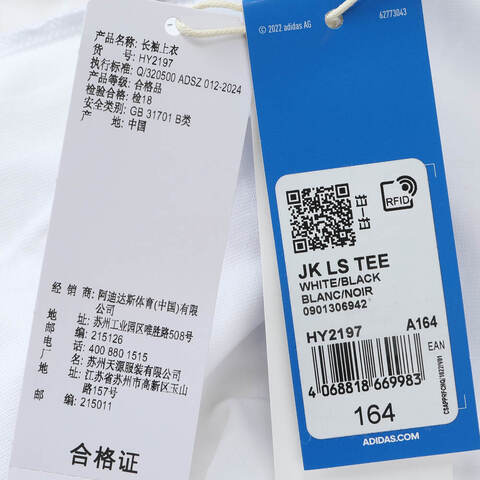 产品名称: 长袖上衣
货 号: HY2197
执行标准: Q/320500 ADSZ 012-2024
产品等级: 合格品
检验合格: 检18
安全类别: GB 31701 B类
产 地: 中国
经 销 商: 阿迪达斯体育(中国)有限
公司
地 址: 苏州工业园区唯胜路508号
邮 编: 215126
电 话: 400 880 1515
厂 名: 苏州天源服装有限公司
地 址: 江苏省苏州市高新区玉山
路157号
邮 编: 215011
合格证
© 2022 adidas AG
62773043
RFID
JK LS TEE
WHITE/BLACK
BLANC/NOIR
0901306942
HY2197 A164
EAN
4 068818 669983
164
ADIDAS.COM